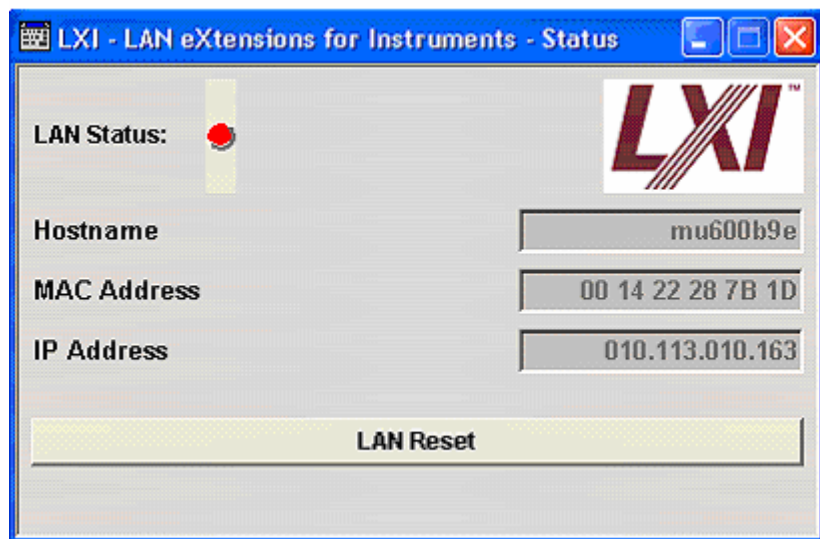 LXI - LAN eXtensions for Instruments - Status
LAN Status:
LXI™
Hostname mu600b9e
MAC Address 00 14 22 28 7B 1D
IP Address 010.113.010.163
LAN Reset